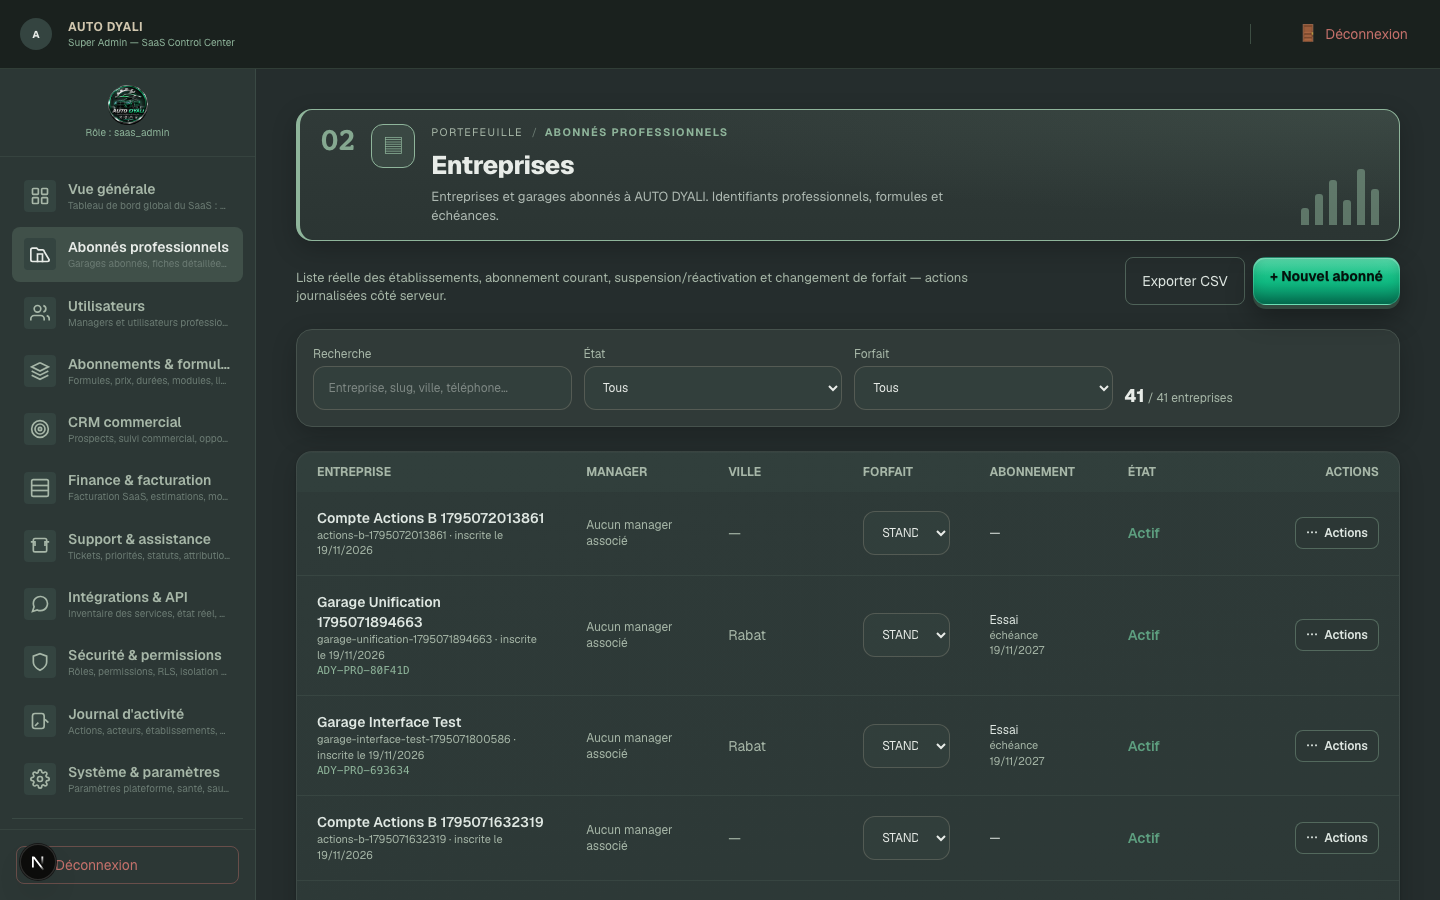 A
AUTO DYALI
Super Admin — SaaS Control Center
Déconnexion
AUTO DYALI
Rôle : saas_admin
Vue générale
Tableau de bord global du SaaS : ...
Abonnés professionnels
Garages abonnés, fiches détaillée...
Utilisateurs
Managers et utilisateurs professio...
Abonnements & formul...
Formules, prix, durées, modules, li...
CRM commercial
Prospects, suivi commercial, oppo...
Finance & facturation
Facturation SaaS, estimations, mo...
Support & assistance
Tickets, priorités, statuts, attributio...
Intégrations & API
Inventaire des services, état réel, ...
Sécurité & permissions
Rôles, permissions, RLS, isolation ...
Journal d'activité
Actions, acteurs, établissements, ...
Système & paramètres
Paramètres plateforme, santé, sau...
N
Déconnexion
02
PORTEFEUILLE / ABONNÉS PROFESSIONNELS
Entreprises
Entreprises et garages abonnés à AUTO DYALI. Identifiants professionnels, formules et
échéances.
Liste réelle des établissements, abonnement courant, suspension/réactivation et changement de forfait — actions
journalisées côté serveur.
Exporter CSV
+ Nouvel abonné
Recherche
État
Forfait
Entreprise, slug, ville, téléphone...
Tous
Tous
41 / 41 entreprises
ENTREPRISE MANAGER VILLE FORFAIT ABONNEMENT ÉTAT ACTIONS
Compte Actions B 1795072013861
actions-b-1795072013861 · inscrite le
19/11/2026
Aucun manager
associé
—
STAND
—
Actif
··· Actions
Garage Unification
1795071894663
garage-unification-1795071894663 · inscrite
le 19/11/2026
ADY-PRO-80F41D
Aucun manager
associé
Rabat
STAND
Essai
échéance
19/11/2027
Actif
··· Actions
Garage Interface Test
garage-interface-test-1795071800586 ·
inscrite le 19/11/2026
ADY-PRO-693634
Aucun manager
associé
Rabat
STAND
Essai
échéance
19/11/2027
Actif
··· Actions
Compte Actions B 1795071632319
actions-b-1795071632319 · inscrite le
19/11/2026
Aucun manager
associé
—
STAND
—
Actif
··· Actions